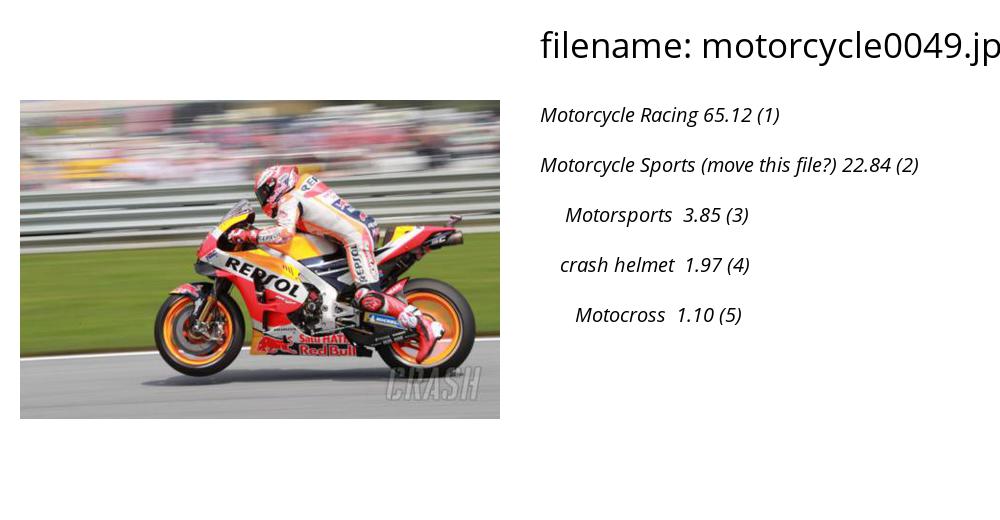 filename: motorcycle0049.jp
Motorcycle Racing 65.12 (1)
Motorcycle Sports (move this file?) 22.84 (2)
Motorsports 3.85 (3)
crash helmet 1.97 (4)
Motocross 1.10 (5)
REPSOL
REPSOL
Red Bull
CRASH